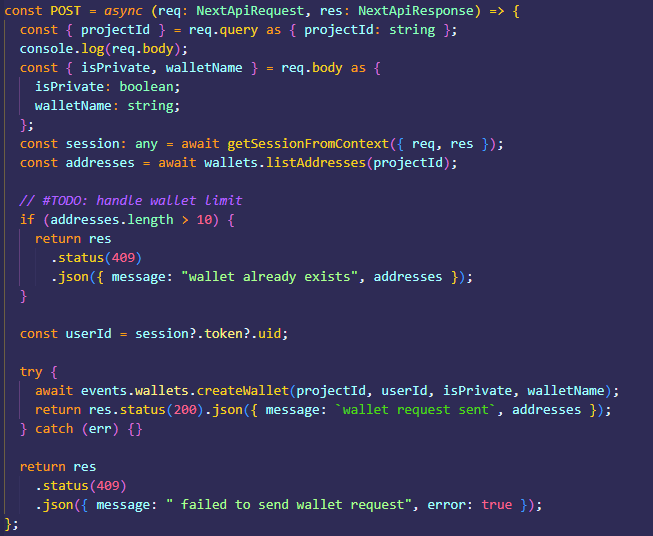 const POST = async (req: NextApiRequest, res: NextApiResponse) => {
  const { projectId } = req.query as { projectId: string };
  console.log(req.body);
  const { isPrivate, walletName } = req.body as {
    isPrivate: boolean;
    walletName: string;
  };
  const session: any = await getSessionFromContext({ req, res });
  const addresses = await wallets.listAddresses(projectId);

  // #TODO: handle wallet limit
  if (addresses.length > 10) {
    return res
      .status(409)
      .json({ message: "wallet already exists", addresses });
  }

  const userId = session?.token?.uid;

  try {
    await events.wallets.createWallet(projectId, userId, isPrivate, walletName);
    return res.status(200).json({ message: `wallet request sent`, addresses });
  } catch (err) {}

  return res
    .status(409)
    .json({ message: " failed to send wallet request", error: true });
};